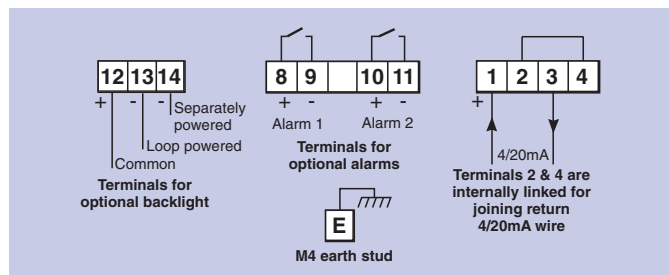 12 13 14
+ - -
Separately
powered
Loop powered
Common
Terminals for
optional backlight
8 9 10 11
+ - + -
Alarm 1 Alarm 2
Terminals for
optional alarms
E
M4 earth stud
1 2 3 4
+
4/20mA
Terminals 2 & 4 are
internally linked for
joining return
4/20mA wire